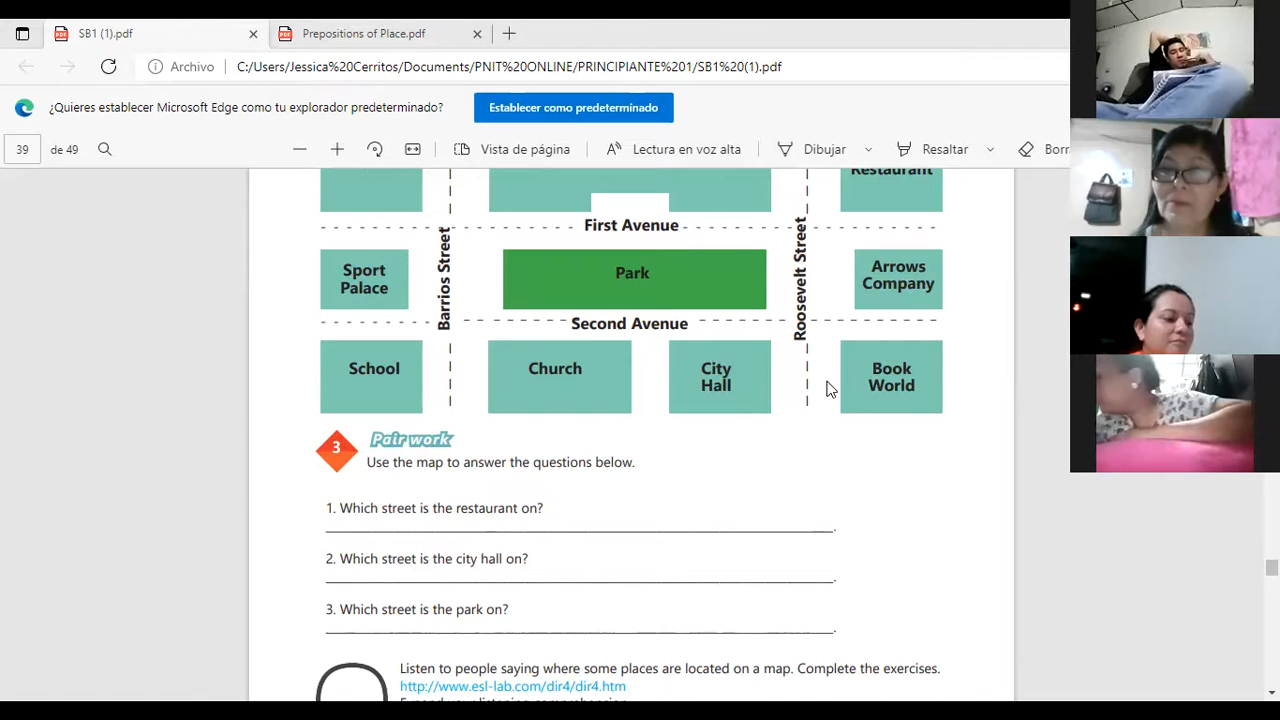 SB1 (1).pdf
Prepositions of Place.pdf
Archivo
C:/Users/Jessica%20Cerritos/Documents/PNIT%20ONLINE/PRINCIPIANTE%201/SB1%20(1).pdf
¿Quieres establecer Microsoft Edge como tu explorador predeterminado?
Establecer como predeterminado
39 de 49
Vista de página
Lectura en voz alta
Dibujar
Resaltar
Borr
Restaurant
First Avenue
Barrios Street
Roosevelt Street
Sport
Palace
Park
Arrows
Company
Second Avenue
School
Church
City
Hall
Book
World
3 Pair work
Use the map to answer the questions below.
1. Which street is the restaurant on?
2. Which street is the city hall on?
3. Which street is the park on?
Listen to people saying where some places are located on a map. Complete the exercises.
http://www.esl-lab.com/dir4/dir4.htm